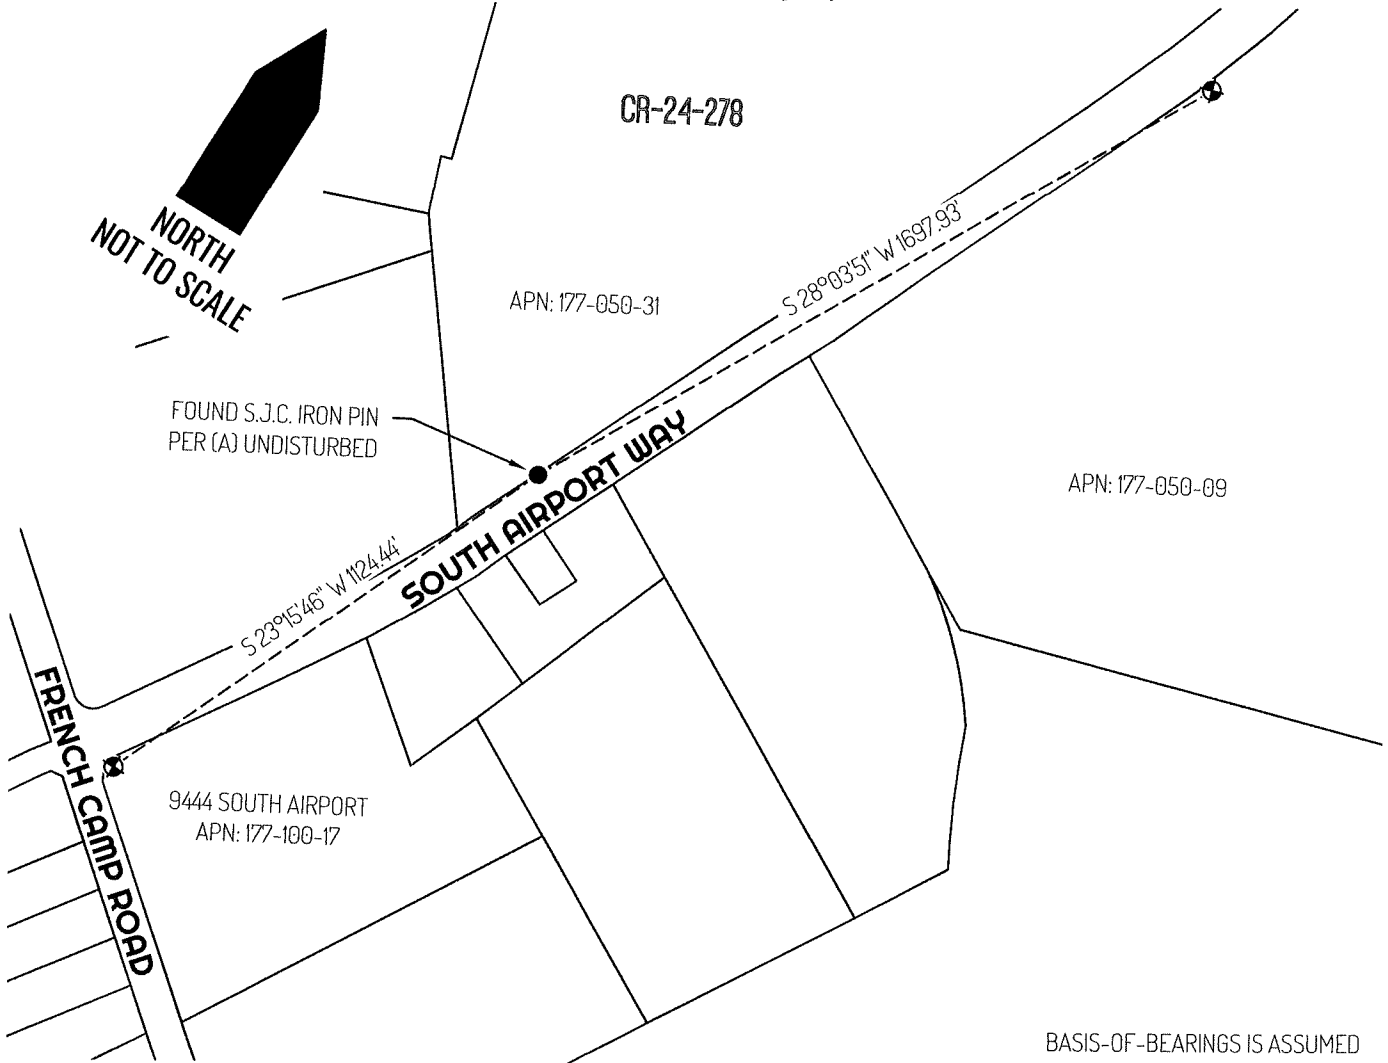 CR-24-278
NORTH
NOT TO SCALE
S 28°03'51" W 1697.93'
APN: 177-050-31
FOUND S.J.C. IRON PIN
PER (A) UNDISTURBED
SOUTH AIRPORT WAY
APN: 177-050-09
S 23°15'46" W 1124.44'
FRENCH CAMP ROAD
9444 SOUTH AIRPORT
APN: 177-100-17
BASIS-OF-BEARINGS IS ASSUMED